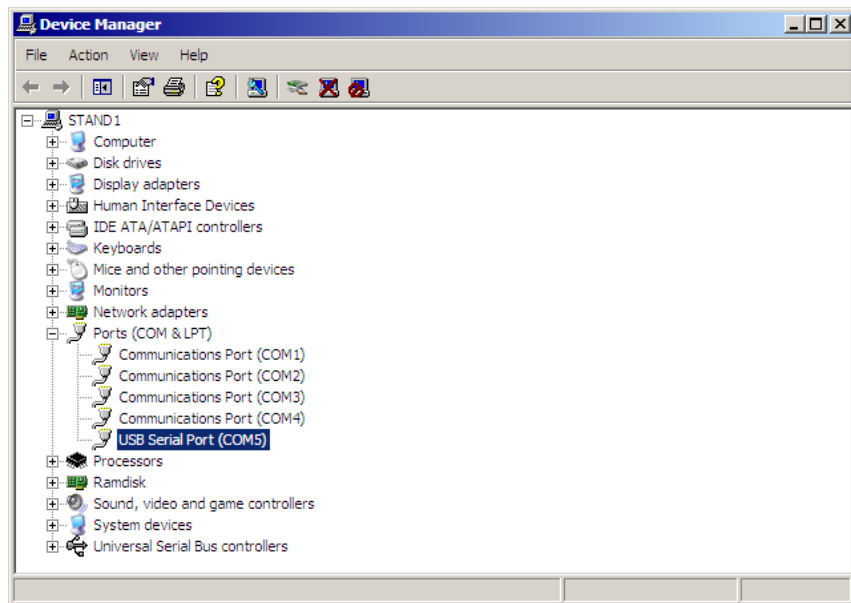 Device Manager
File Action View Help
STAND1
Computer
Disk drives
Display adapters
Human Interface Devices
IDE ATA/ATAPI controllers
Keyboards
Mice and other pointing devices
Monitors
Network adapters
Ports (COM & LPT)
Communications Port (COM1)
Communications Port (COM2)
Communications Port (COM3)
Communications Port (COM4)
USB Serial Port (COM5)
Processors
Ramdisk
Sound, video and game controllers
System devices
Universal Serial Bus controllers